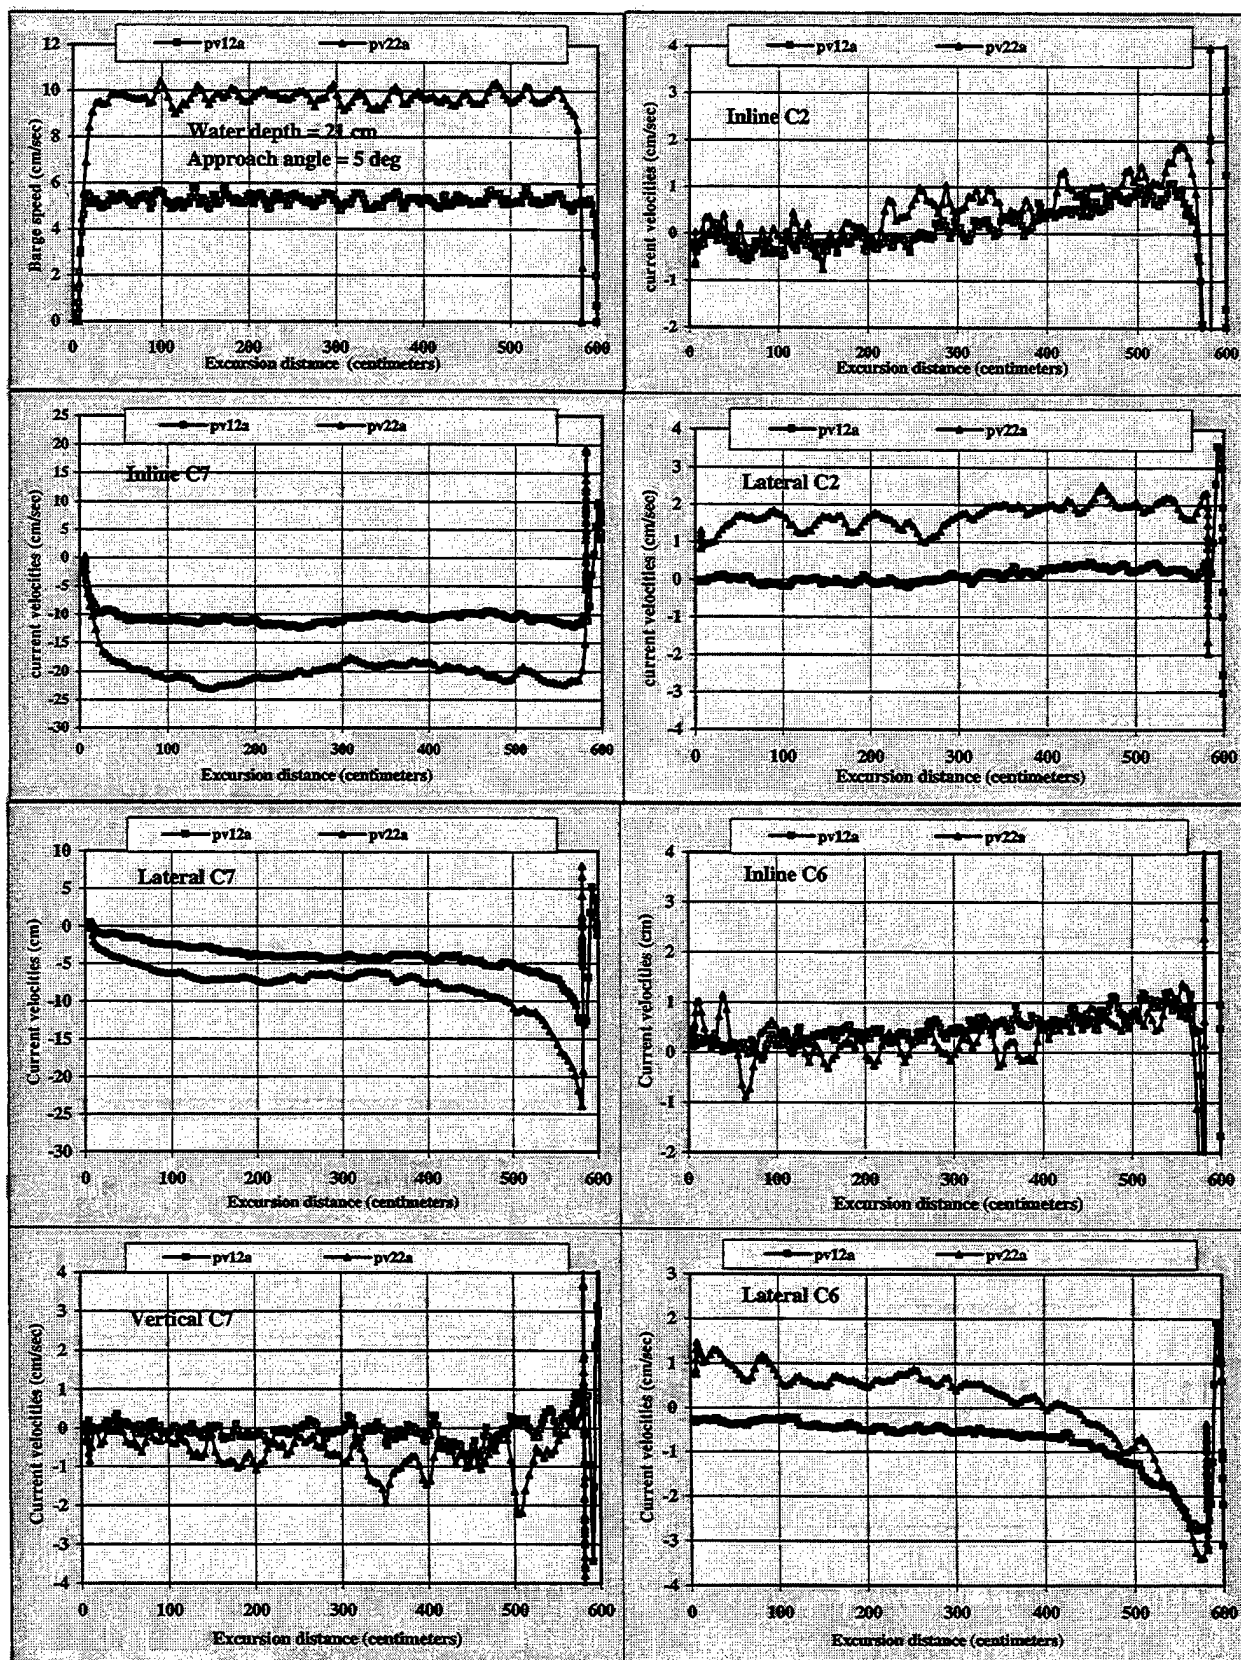 pv12a pv22a
12
10
8
6
4
2
0
Barge speed (cm/sec)
Water depth = 21 cm
Approach angle = 5 deg
0 100 200 300 400 500 600
Excursion distance (centimeters)
pv12a pv22a
4
3
2
1
0
-1
-2
current velocities (cm/sec)
Inline C2
0 100 200 300 400 500 600
Excursion distance (centimeters)
pv12a pv22a
25
20
15
10
5
0
-5
-10
-15
-20
-25
-30
current velocities (cm/sec)
Inline C7
0 100 200 300 400 500 600
Excursion distance (centimeters)
pv12a pv22a
4
3
2
1
0
-1
-2
-3
-4
current velocities (cm/sec)
Lateral C2
0 100 200 300 400 500 600
Excursion distance (centimeters)
pv12a pv22a
10
5
0
-5
-10
-15
-20
-25
-30
Current velocities (cm)
Lateral C7
0 100 200 300 400 500 600
Excursion distance (centimeters)
pv12a pv22a
4
3
2
1
0
-1
-2
Current velocities (cm)
Inline C6
0 100 200 300 400 500 600
Excursion distance (centimeters)
pv12a pv22a
4
3
2
1
0
-1
-2
-3
-4
Current velocities (cm/sec)
Vertical C7
0 100 200 300 400 500 600
Excursion distance (centimeters)
pv12a pv22a
3
2
1
0
-1
-2
-3
-4
Current velocities (cm/sec)
Lateral C6
0 100 200 300 400 500 600
Excursion distance (centimeters)